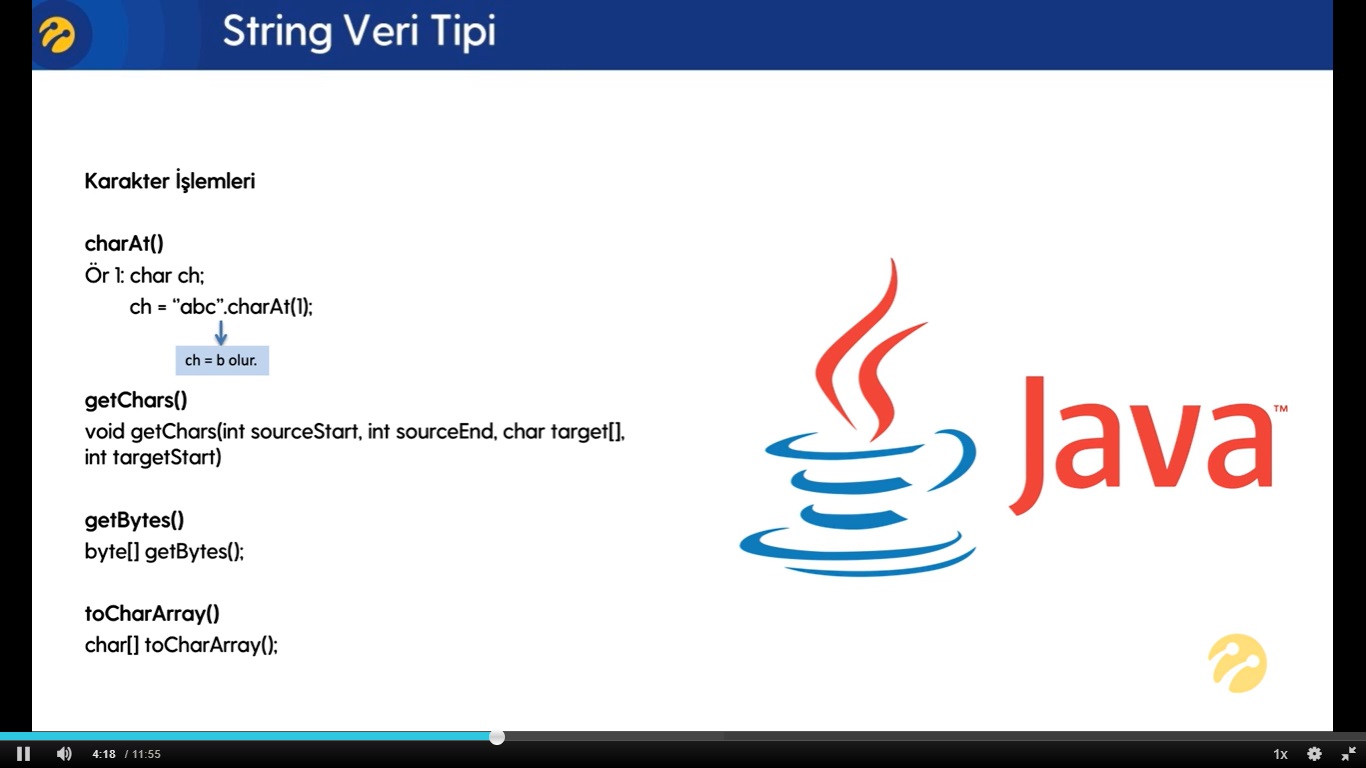 String Veri Tipi
Karakter İşlemleri
charAt()
Ör 1: char ch;
ch = “abc”.charAt(1);
ch = b olur.
getChars()
void getChars(int sourceStart, int sourceEnd, char target[],
int targetStart)
getBytes()
byte[] getBytes();
toCharArray()
char[] toCharArray();
Java™
4:18 / 11:55
1x